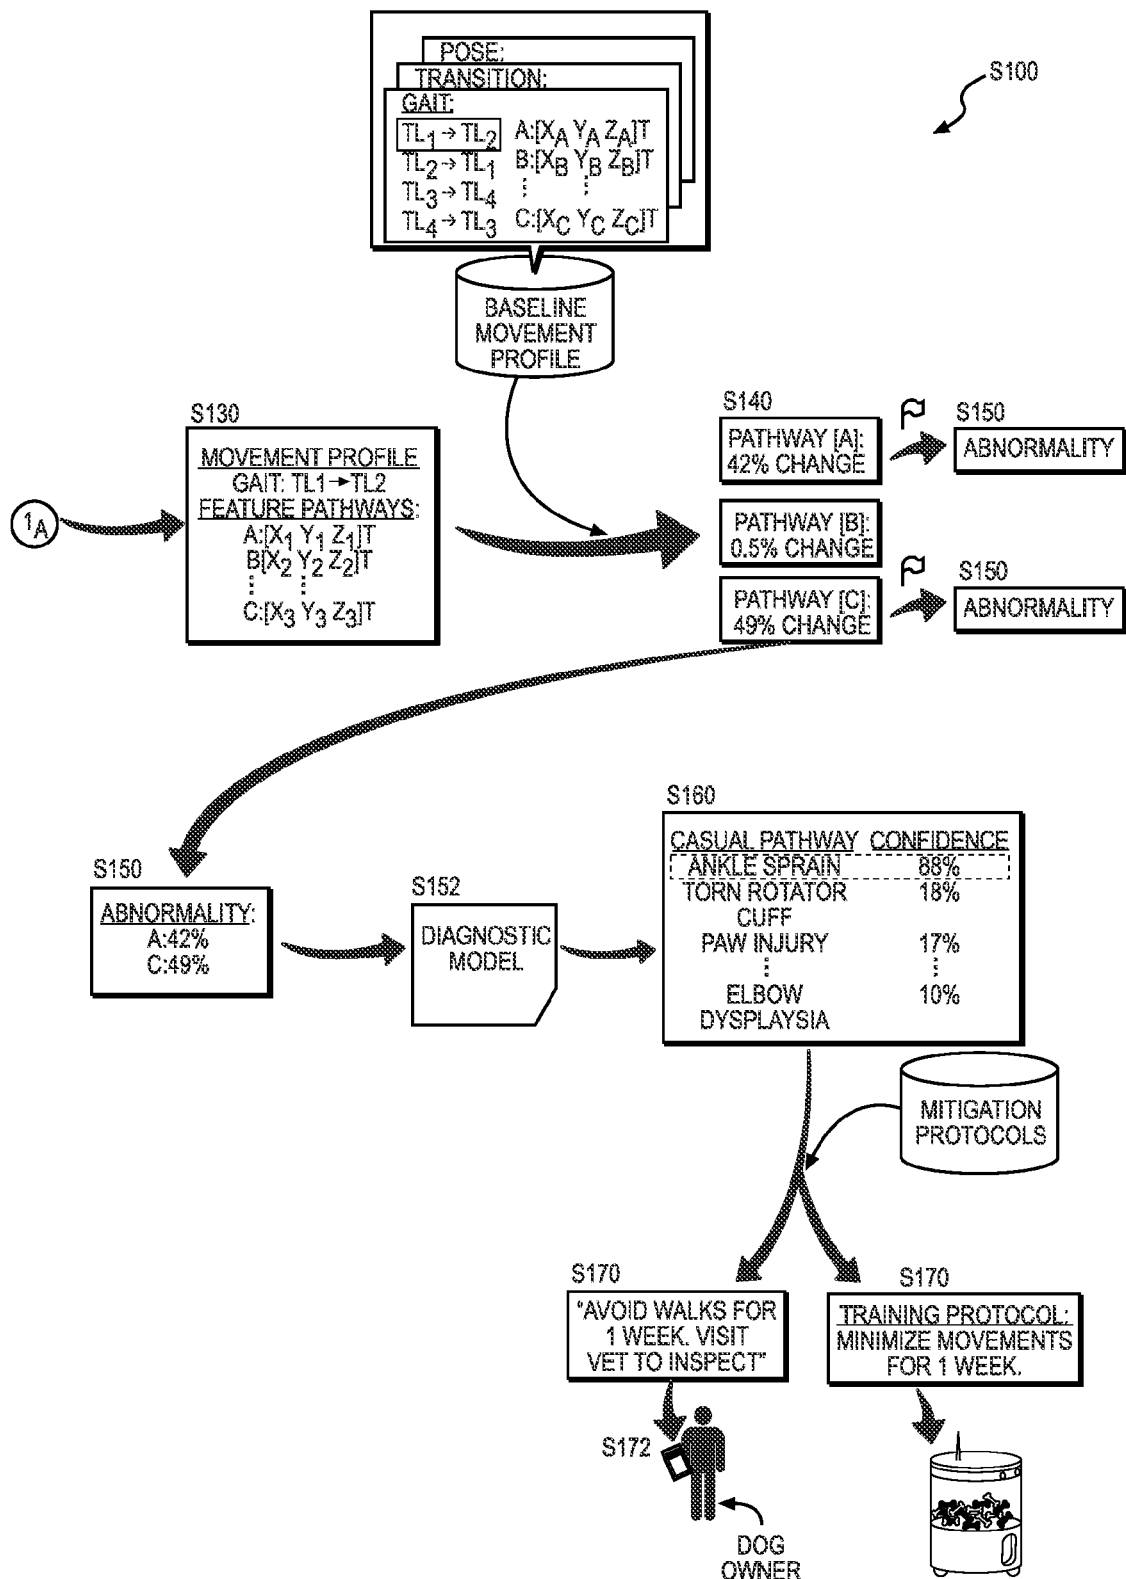 POSE:
TRANSITION:
GAIT:
TL1 → TL2 A:[XA YA ZA]T
TL2 → TL1 B:[XB YB ZB]T
TL3 → TL4
TL4 → TL3 C:[XC YC ZC]T
S100
BASELINE
MOVEMENT
PROFILE
S130
MOVEMENT PROFILE
GAIT: TL1→TL2
FEATURE PATHWAYS:
A:[X1 Y1 Z1]T
B[X2 Y2 Z2]T
C:[X3 Y3 Z3]T
1A
S140
PATHWAY [A]:
42% CHANGE
S150
ABNORMALITY
PATHWAY [B]:
0.5% CHANGE
PATHWAY [C]:
49% CHANGE
S150
ABNORMALITY
S150
ABNORMALITY:
A:42%
C:49%
S152
DIAGNOSTIC
MODEL
S160
CASUAL PATHWAY CONFIDENCE
ANKLE SPRAIN 88%
TORN ROTATOR 18%
CUFF
PAW INJURY 17%
ELBOW 10%
DYSPLAYSIA
MITIGATION
PROTOCOLS
S170
"AVOID WALKS FOR
1 WEEK. VISIT
VET TO INSPECT"
S170
TRAINING PROTOCOL:
MINIMIZE MOVEMENTS
FOR 1 WEEK.
S172
DOG
OWNER